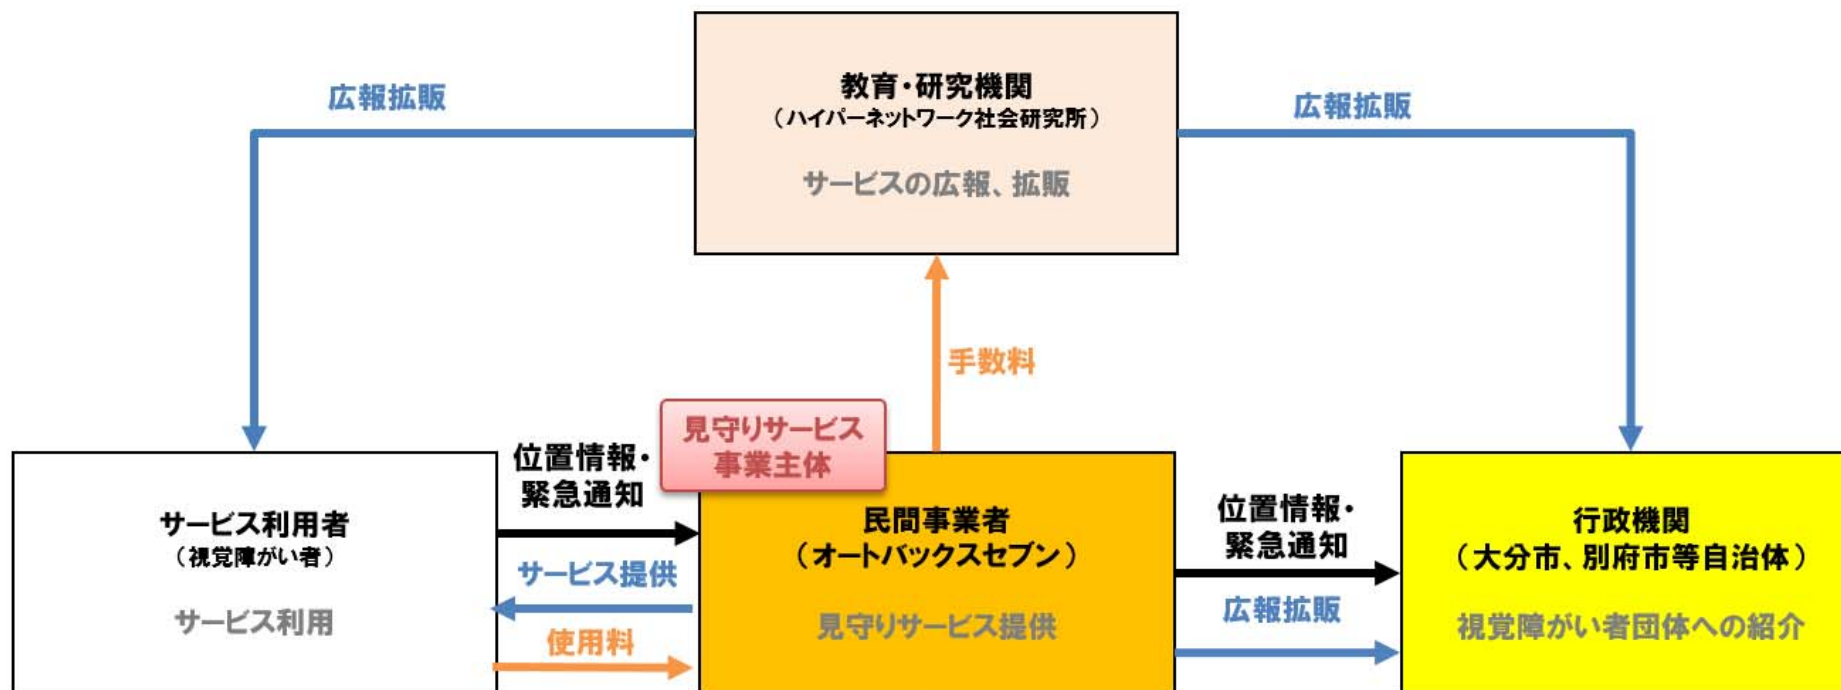 教育・研究機関
（ハイパーネットワーク社会研究所）
サービスの広報、拡販
広報拡販
広報拡販
手数料
見守りサービス
事業主体
サービス利用者
（視覚障がい者）
サービス利用
位置情報・
緊急通知
サービス提供
使用料
民間事業者
（オートバックスセブン）
見守りサービス提供
位置情報・
緊急通知
広報拡販
行政機関
（大分市、別府市等自治体）
視覚障がい者団体への紹介